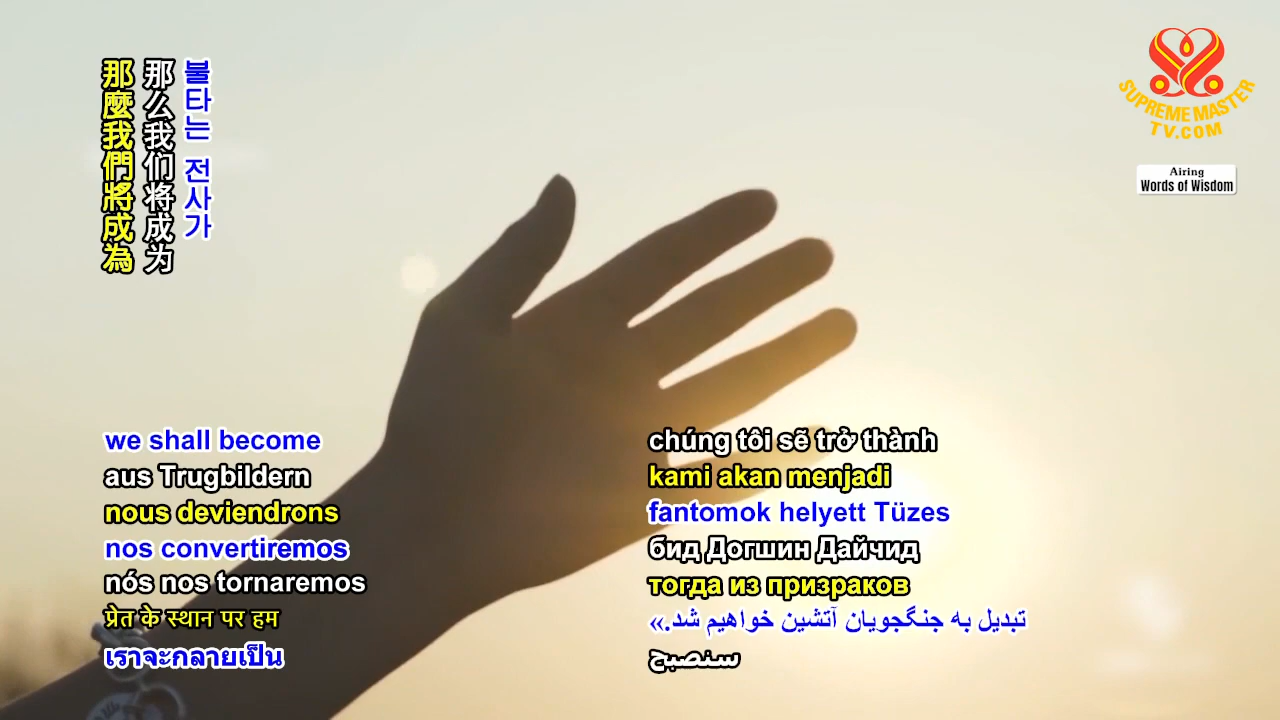 불타는 전사가
那么我们将成为
那麼我們將成為
SUPREME MASTER
TV.COM
Airing
Words of Wisdom
we shall become
aus Trugbildern
nous deviendrons
nos convertiremos
nós nos tornaremos
प्रेत के स्थान पर हम
เราจะกลายเป็น
chúng tôi sẽ trở thành
kami akan menjadi
fantomok helyett Tüzes
бид Догшин Дайчид
тогда из призраков
تبدیل به جنگجویان آتشین خواهیم شد.»
سنصبح